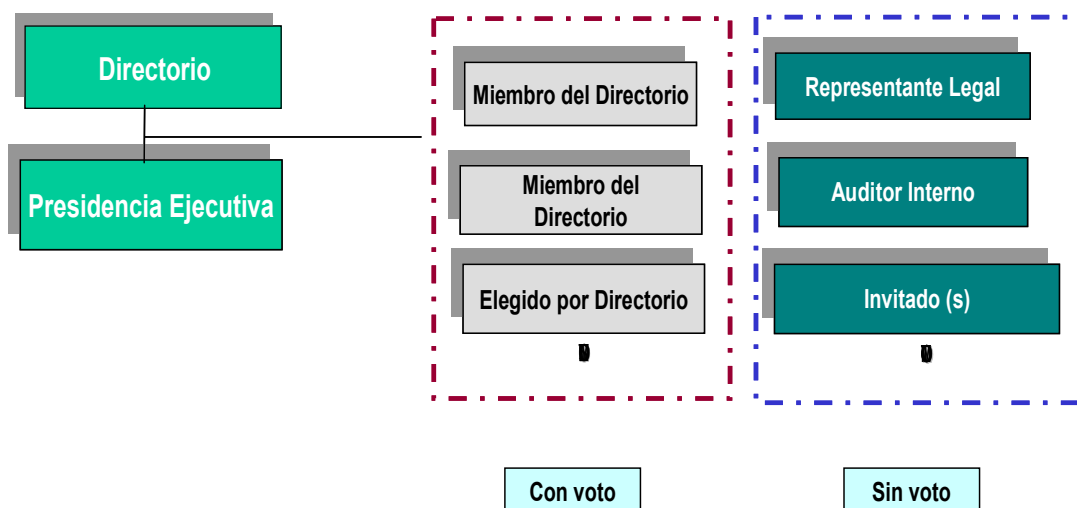 Directorio
Presidencia Ejecutiva
Miembro del Directorio
Miembro del
Directorio
Elegido por Directorio
Representante Legal
Auditor Interno
Invitado (s)
Con voto
Sin voto